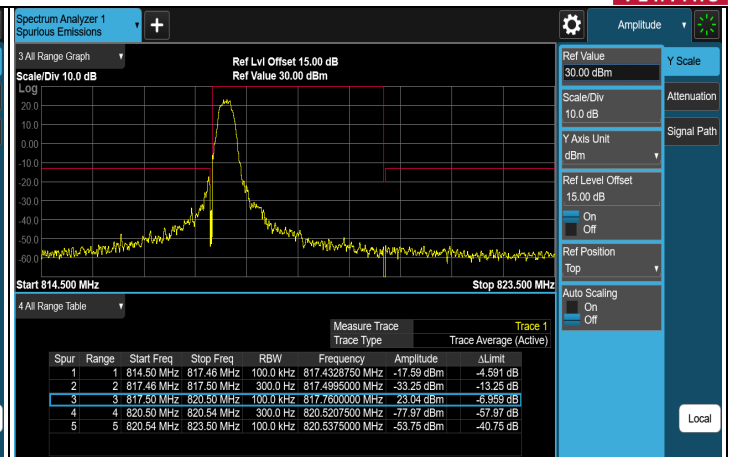 Spectrum Analyzer 1
Spurious Emissions
+
Amplitude
3 All Range Graph
Ref Lvl Offset 15.00 dB
Scale/Div 10.0 dB
Ref Value 30.00 dBm
Log
20.0
10.0
0.00
-10.0
-20.0
-30.0
-40.0
-50.0
-60.0
Start 814.500 MHz
Stop 823.500 MHz
4 All Range Table
Measure Trace Trace 1
Trace Type Trace Average (Active)
Spur Range Start Freq Stop Freq RBW Frequency Amplitude ΔLimit
1 1 814.50 MHz 817.46 MHz 100.0 kHz 817.4328750 MHz -17.59 dBm -4.591 dB
2 2 817.46 MHz 817.50 MHz 300.0 Hz 817.4995000 MHz -33.25 dBm -13.25 dB
3 3 817.50 MHz 820.50 MHz 100.0 kHz 817.7600000 MHz 23.04 dBm -6.959 dB
4 4 820.50 MHz 820.54 MHz 300.0 Hz 820.5207500 MHz -77.97 dBm -57.97 dB
5 5 820.54 MHz 823.50 MHz 100.0 kHz 820.5375000 MHz -53.75 dBm -40.75 dB
Ref Value
30.00 dBm
Scale/Div
10.0 dB
Y Axis Unit
dBm
Ref Level Offset
15.00 dB
On
Off
Ref Position
Top
Auto Scaling
On
Off
Y Scale
Attenuation
Signal Path
Local